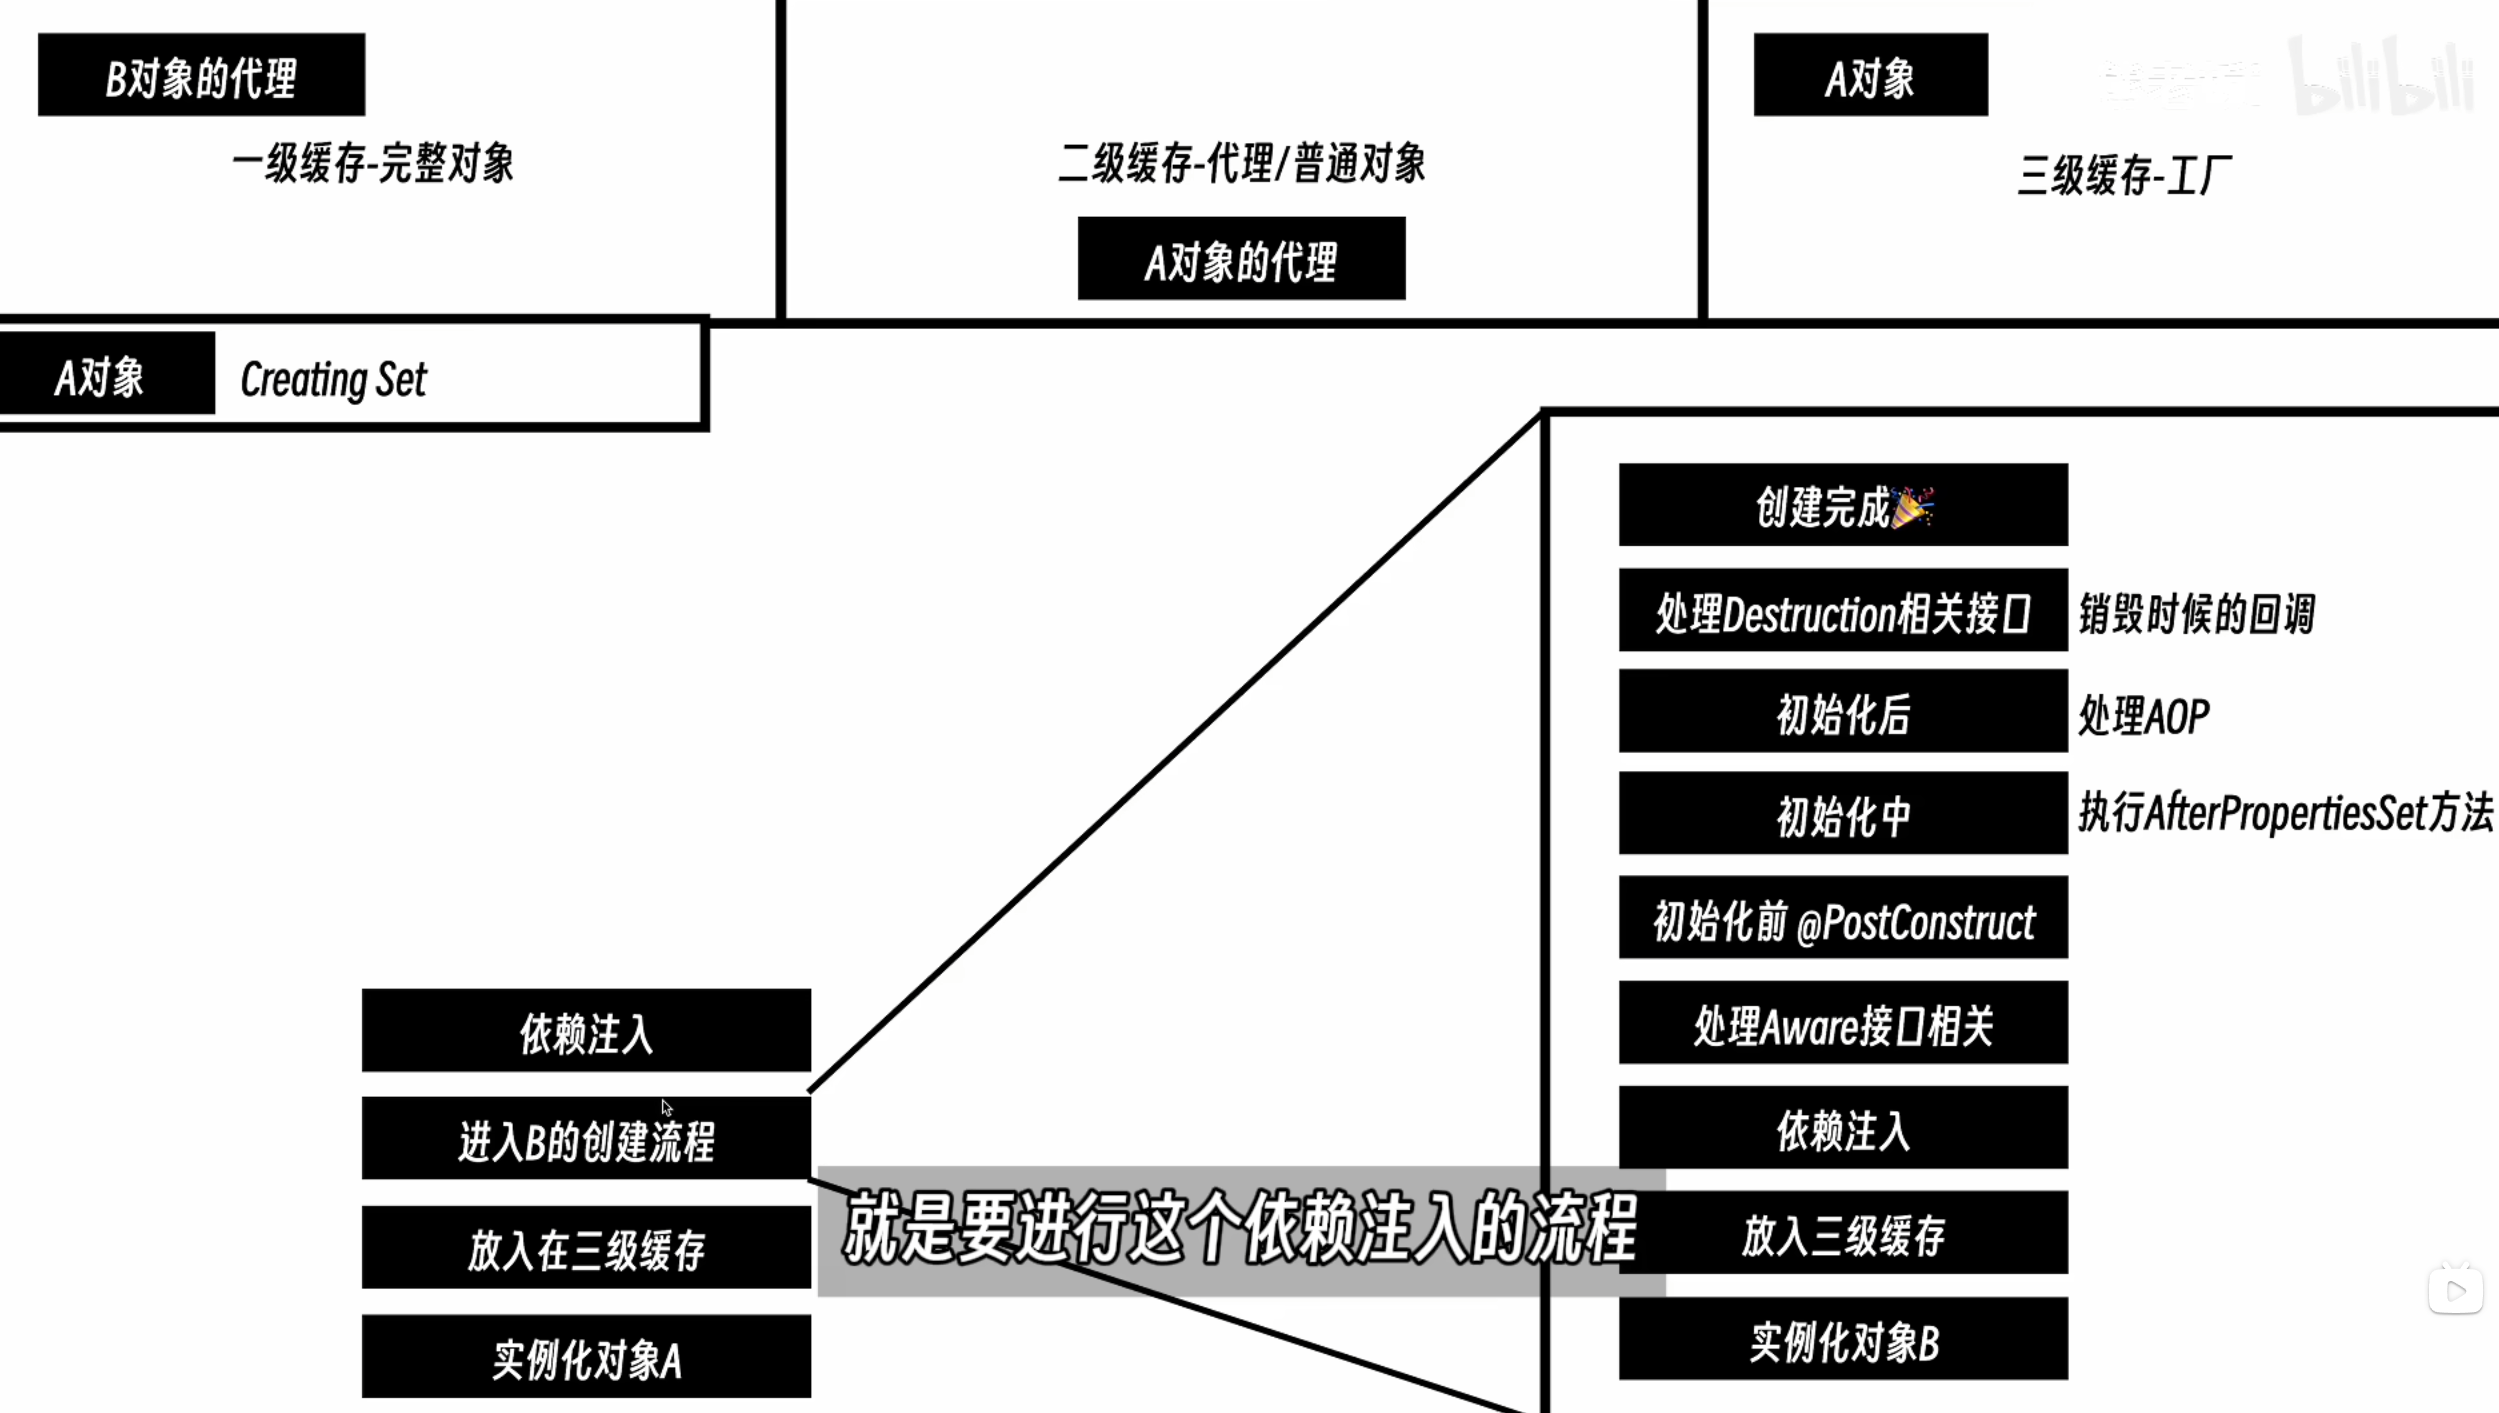 B对象的代理
一级缓存-完整对象
二级缓存-代理/普通对象
A对象的代理
A对象
bilibili
三级缓存-工厂
A对象
Creating Set
创建完成🎉
处理Destruction相关接口
销毁时候的回调
初始化后
处理AOP
初始化中
执行AfterPropertiesSet方法
初始化前 @PostConstruct
处理Aware接口相关
依赖注入
放入三级缓存
实例化对象B
依赖注入
进入B的创建流程
放入在三级缓存
实例化对象A
就是要进行这个依赖注入的流程